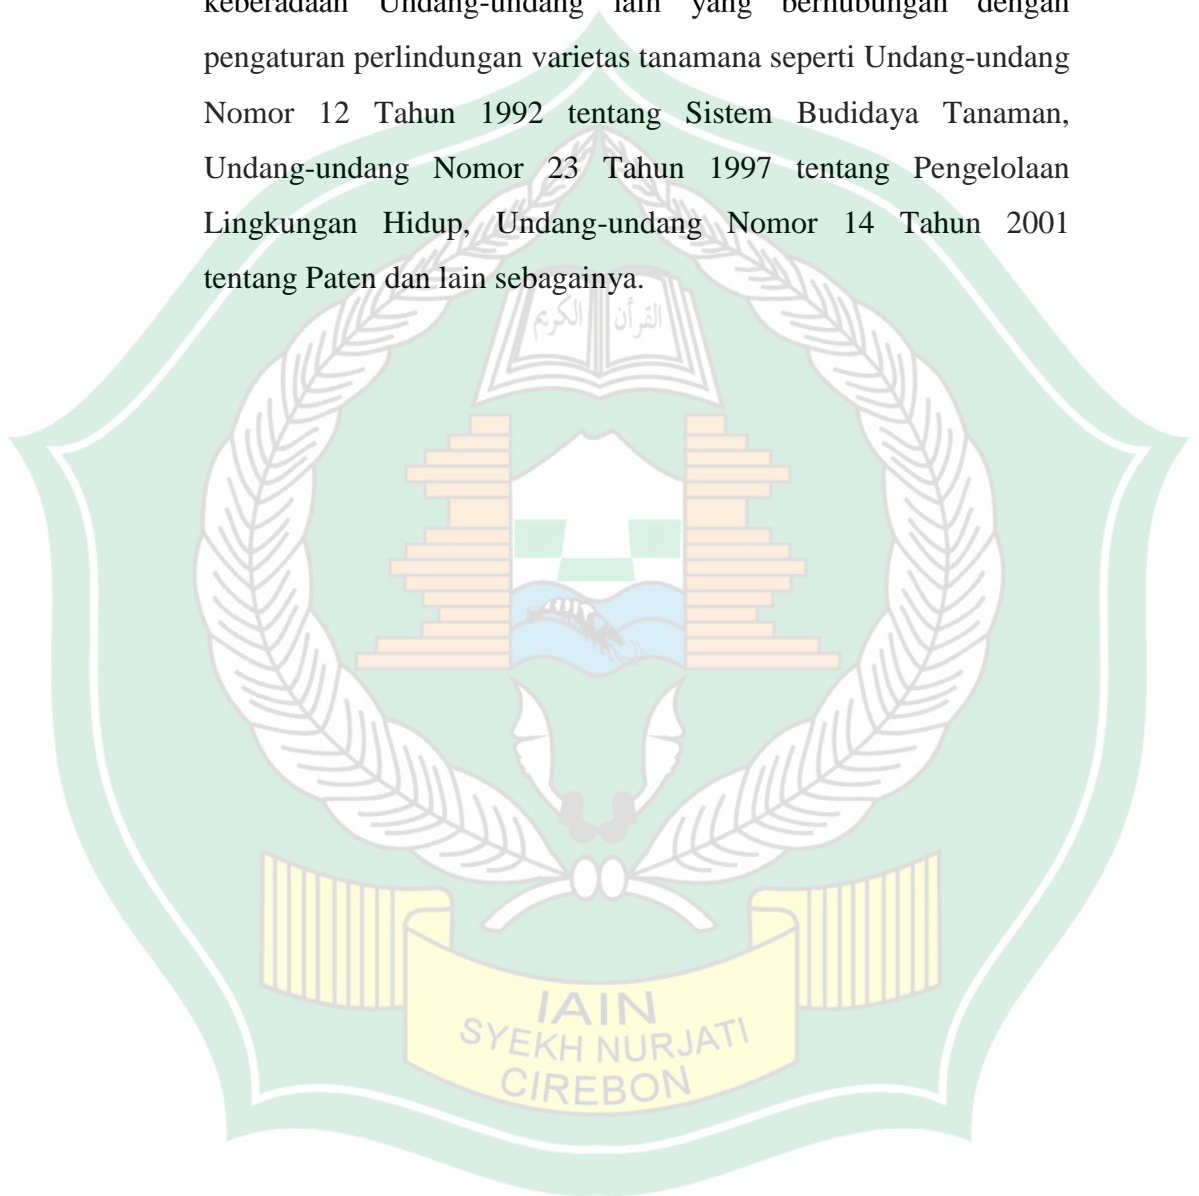 keberadaan Undang-undang lain yang berhubungan dengan
pengaturan perlindungan varietas tanamana seperti Undang-undang
Nomor 12 Tahun 1992 tentang Sistem Budidaya Tanaman,
Undang-undang Nomor 23 Tahun 1997 tentang Pengelolaan
Lingkungan Hidup, Undang-undang Nomor 14 Tahun 2001
tentang Paten dan lain sebagainya.
القرآن الكريم
IAIN
SYEKH NURJATI
CIREBON